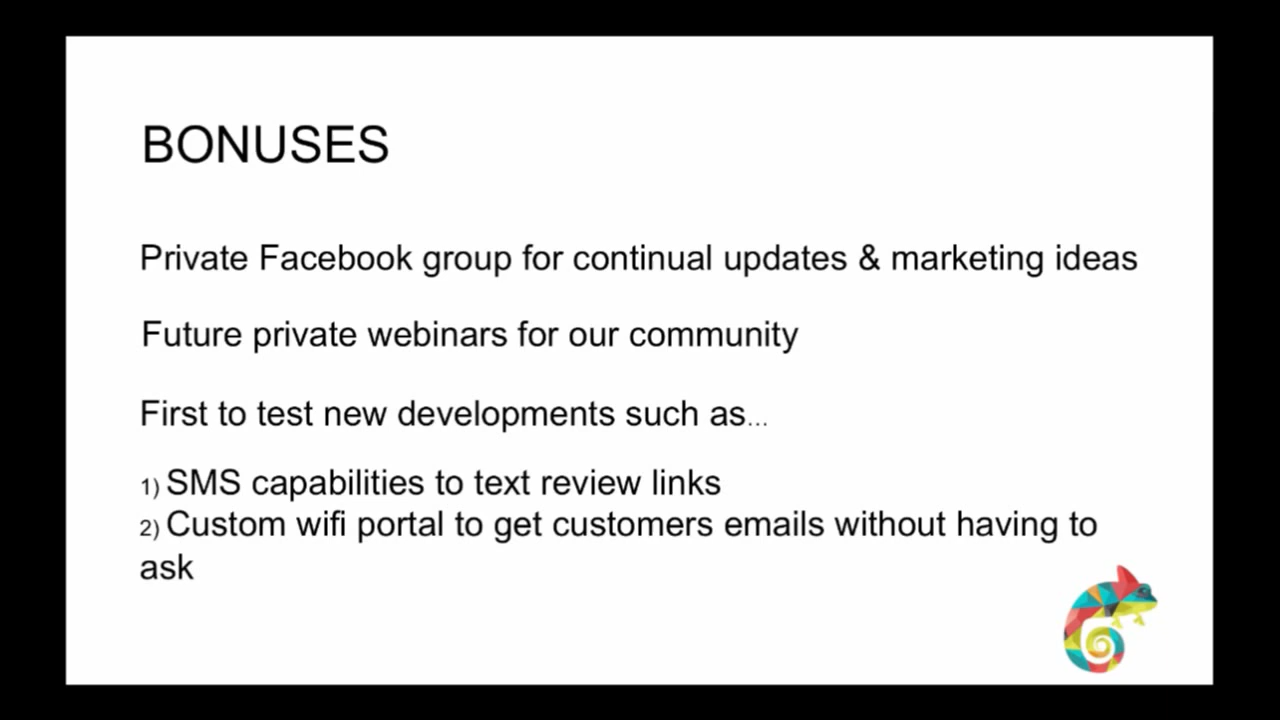 BONUSES
Private Facebook group for continual updates & marketing ideas
Future private webinars for our community
First to test new developments such as...
1) SMS capabilities to text review links
2) Custom wifi portal to get customers emails without having to
ask